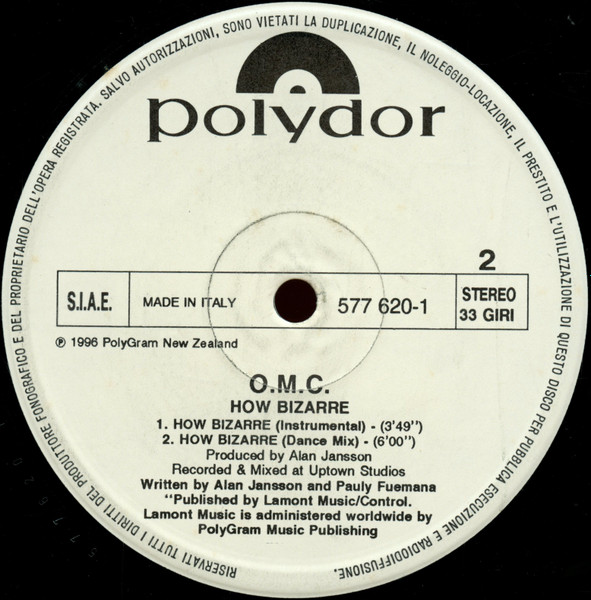 RISERVATI TUTTI I DIRITTI DEL PRODUTTORE FONOGRAFICO E DEL PROPRIETARIO DELL'OPERA REGISTRATA. SALVO AUTORIZZAZIONI, SONO VIETATI LA DUPLICAZIONE, IL NOLEGGIO-LOCAZIONE, IL PRESTITO E L'UTILIZZAZIONE DI QUESTO DISCO PER PUBBLICA ESECUZIONE E RADIODIFFUSIONE.
polydor
2
S.I.A.E. MADE IN ITALY 577 620-1 STEREO
33 GIRI
℗ 1996 PolyGram New Zealand
O.M.C.
HOW BIZARRE
1. HOW BIZARRE (Instrumental) - (3'49")
2. HOW BIZARRE (Dance Mix) - (6'00")
Produced by Alan Jansson
Recorded & Mixed at Uptown Studios
Written by Alan Jansson and Pauly Fuemana
"Published by Lamont Music/Control.
Lamont Music is administered worldwide by
PolyGram Music Publishing